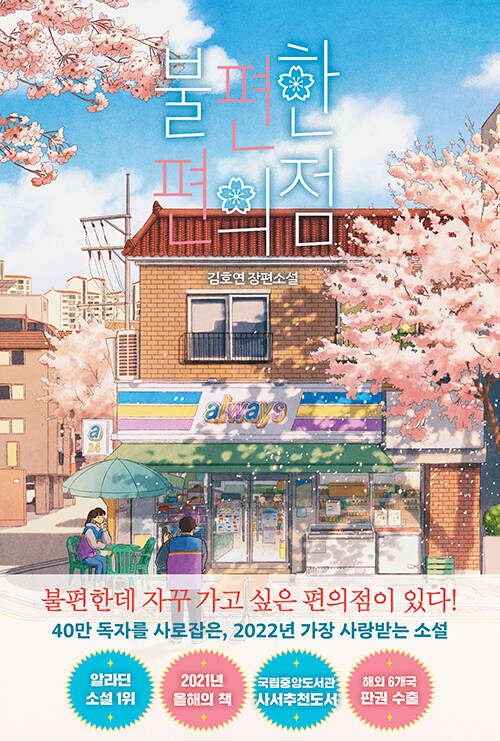 불편한
편의점
김호연 장편소설
always
a
24
불편한데 자꾸 가고 싶은 편의점이 있다!
40만 독자를 사로잡은, 2022년 가장 사랑받는 소설
알라딘
소설 1위
2021년
올해의 책
국립중앙도서관
사서추천도서
해외 6개국
판권 수출